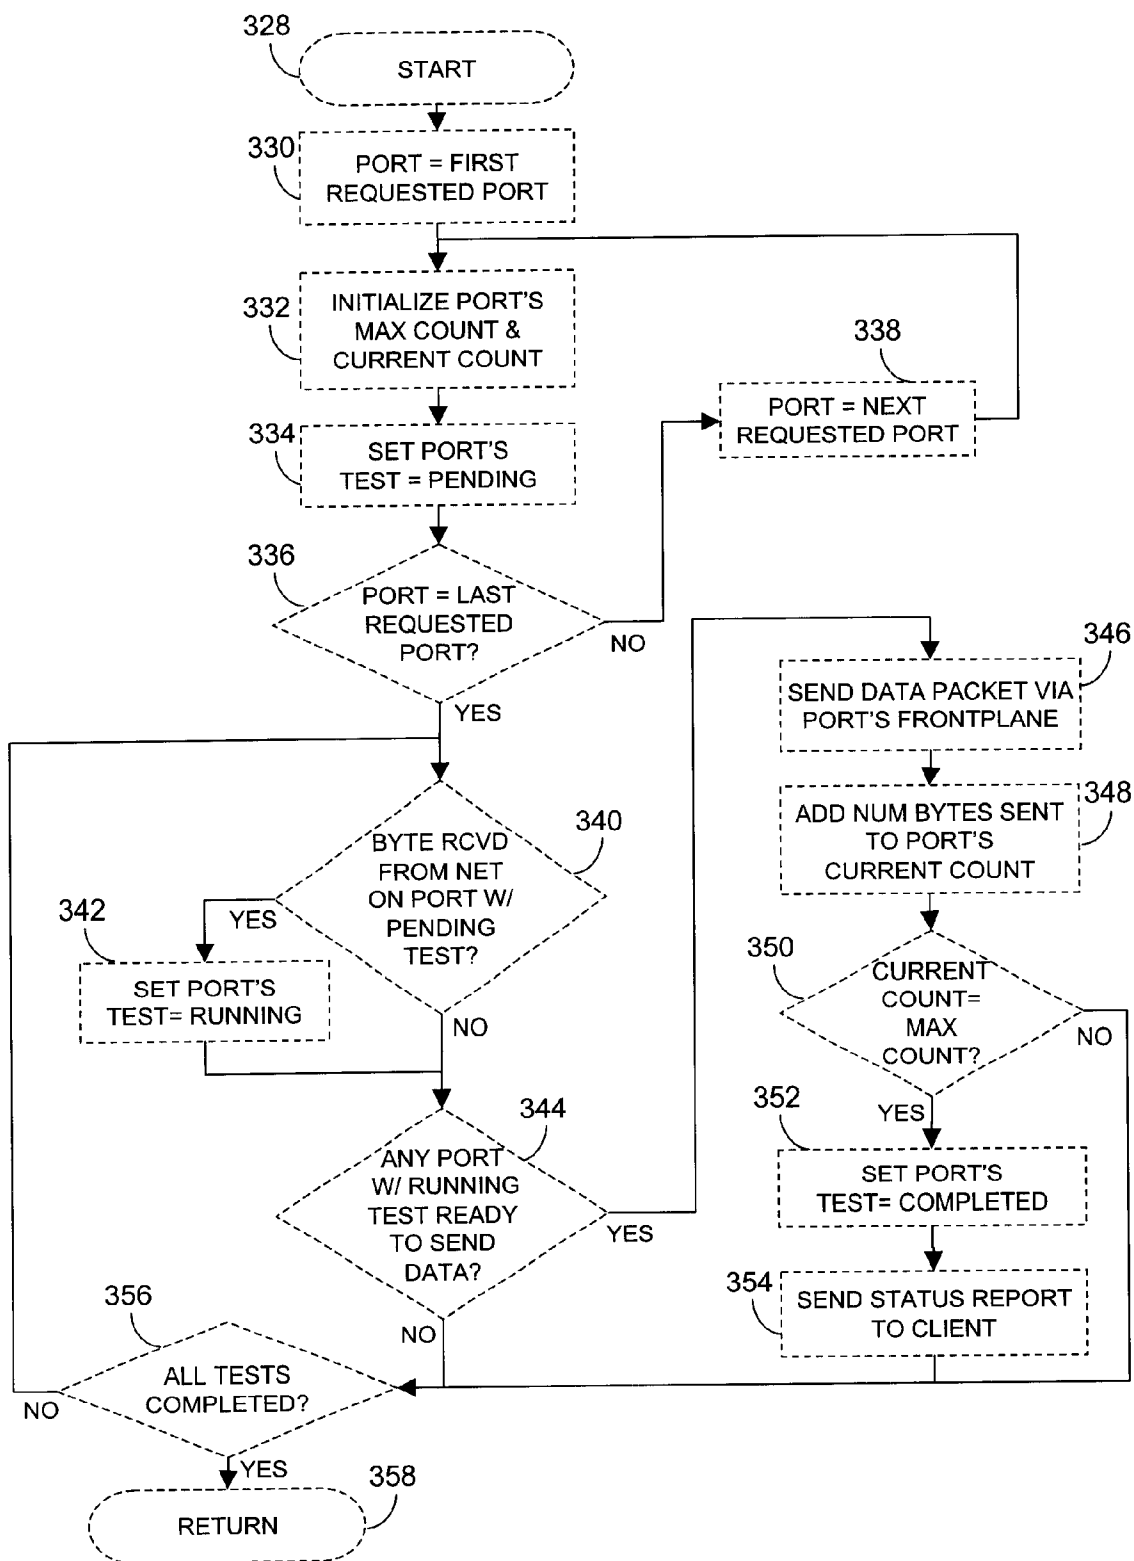 328
START
330
PORT = FIRST
REQUESTED PORT
332
INITIALIZE PORT'S
MAX COUNT &
CURRENT COUNT
338
PORT = NEXT
REQUESTED PORT
334
SET PORT'S
TEST = PENDING
336
PORT = LAST
REQUESTED
PORT?
NO
YES
346
SEND DATA PACKET VIA
PORT'S FRONTPLANE
348
ADD NUM BYTES SENT
TO PORT'S
CURRENT COUNT
340
BYTE RCVD
FROM NET
ON PORT W/
PENDING
TEST?
YES
NO
342
SET PORT'S
TEST= RUNNING
350
CURRENT
COUNT=
MAX
COUNT?
NO
YES
344
ANY PORT
W/ RUNNING
TEST READY
TO SEND
DATA?
YES
NO
352
SET PORT'S
TEST= COMPLETED
354
SEND STATUS REPORT
TO CLIENT
356
ALL TESTS
COMPLETED?
NO
YES
358
RETURN